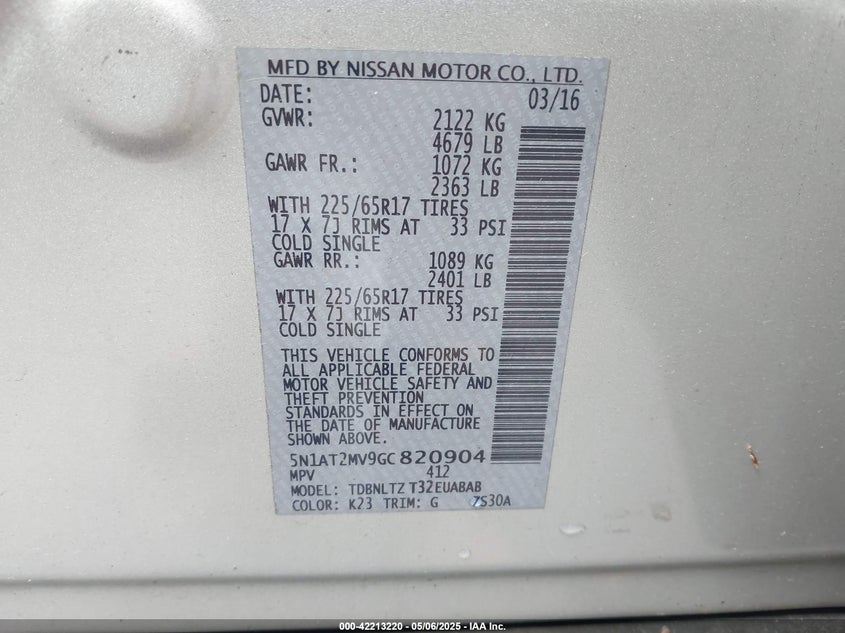 MFD BY NISSAN MOTOR CO., LTD.
DATE: 03/16
GVWR: 2122 KG
4679 LB
GAWR FR.: 1072 KG
2363 LB
WITH 225/65R17 TIRES
17 X 7J RIMS AT 33 PSI
COLD SINGLE
GAWR RR.: 1089 KG
2401 LB
WITH 225/65R17 TIRES
17 X 7J RIMS AT 33 PSI
COLD SINGLE
THIS VEHICLE CONFORMS TO
ALL APPLICABLE FEDERAL
MOTOR VEHICLE SAFETY AND
THEFT PREVENTION
STANDARDS IN EFFECT ON
THE DATE OF MANUFACTURE
SHOWN ABOVE.
5N1AT2MV9GC820904
MPV 412
MODEL: TDBNLTZ T32EUABAB
COLOR: K23 TRIM: G ZS30A
000-42213220 - 05/06/2025 - IAA Inc.